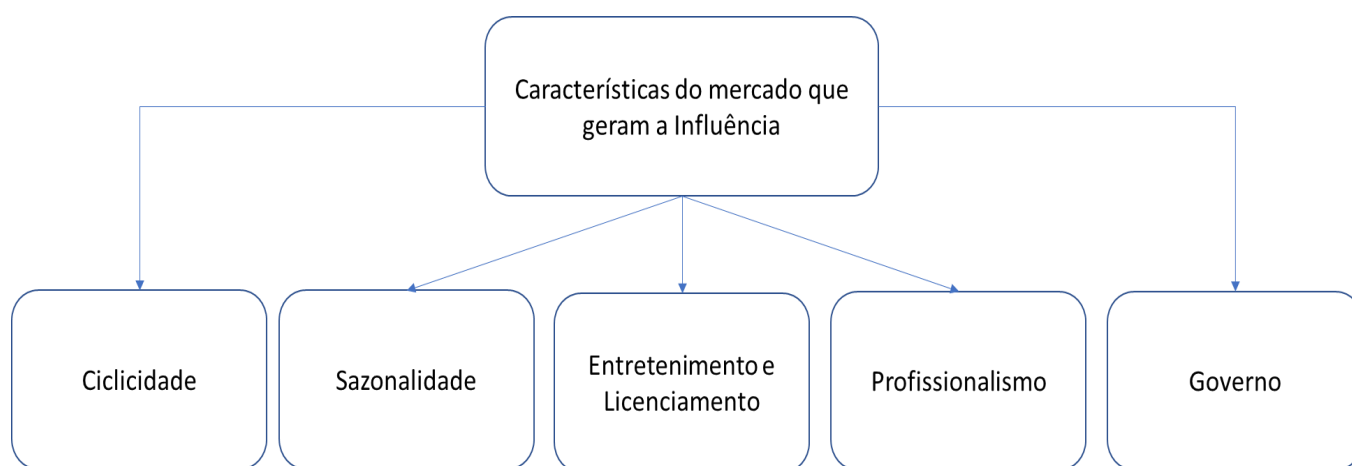 Características do mercado que
geram a Influência
Ciclicidade
Sazonalidade
Entretenimento e
Licenciamento
Profissionalismo
Governo